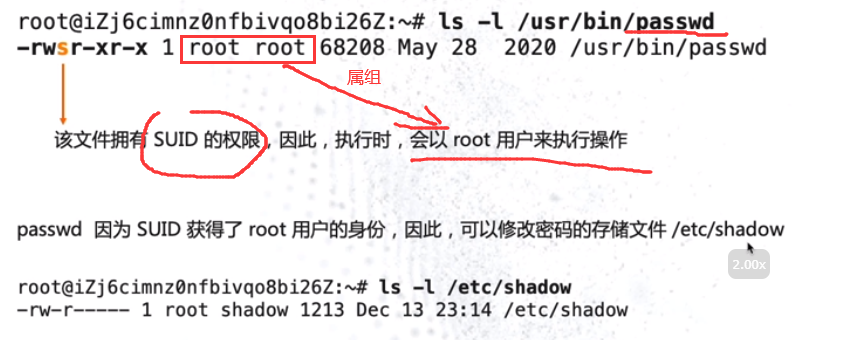 root@iZj6cimnz0nfbivqo8bi26Z:~# ls -l /usr/bin/passwd
-rwsr-xr-x 1 root root 68208 May 28  2020 /usr/bin/passwd
属组
该文件拥有 SUID 的权限，因此，执行时，会以 root 用户来执行操作
passwd 因为 SUID 获得了 root 用户的身份，因此，可以修改密码的存储文件 /etc/shadow
2.00x
root@iZj6cimnz0nfbivqo8bi26Z:~# ls -l /etc/shadow
-rw-r----- 1 root shadow 1213 Dec 13 23:14 /etc/shadow